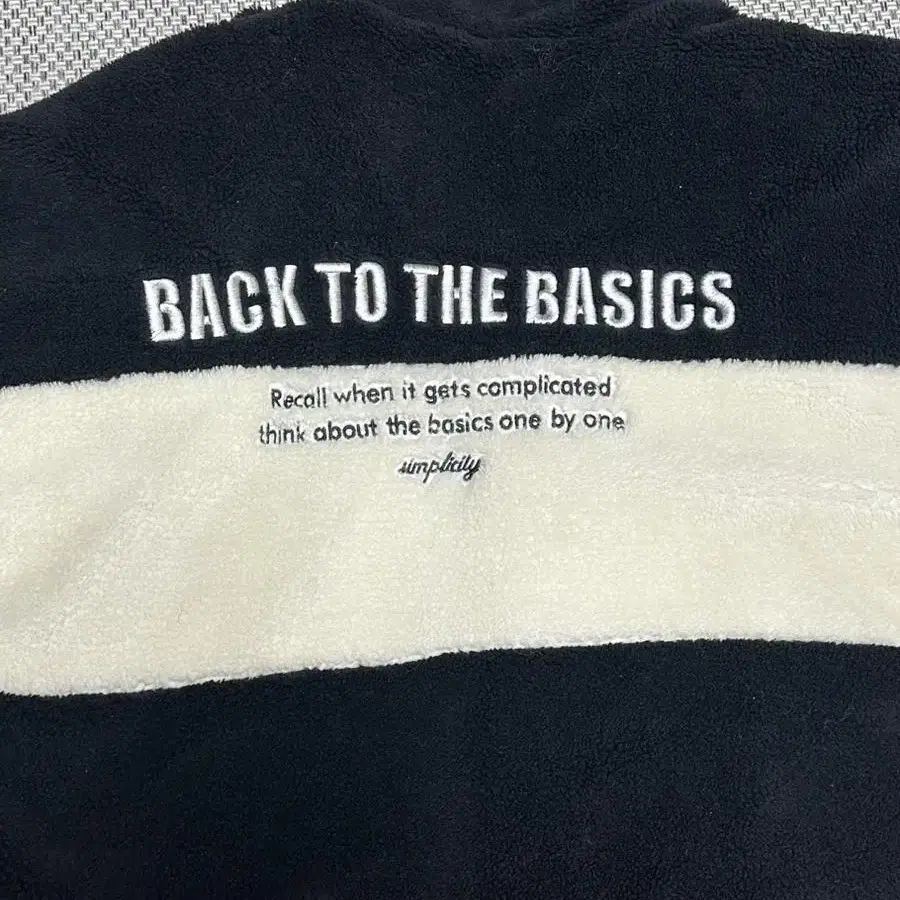 BACK TO THE BASICS
Recall when it gets complicated
think about the basics one by one
simplicity